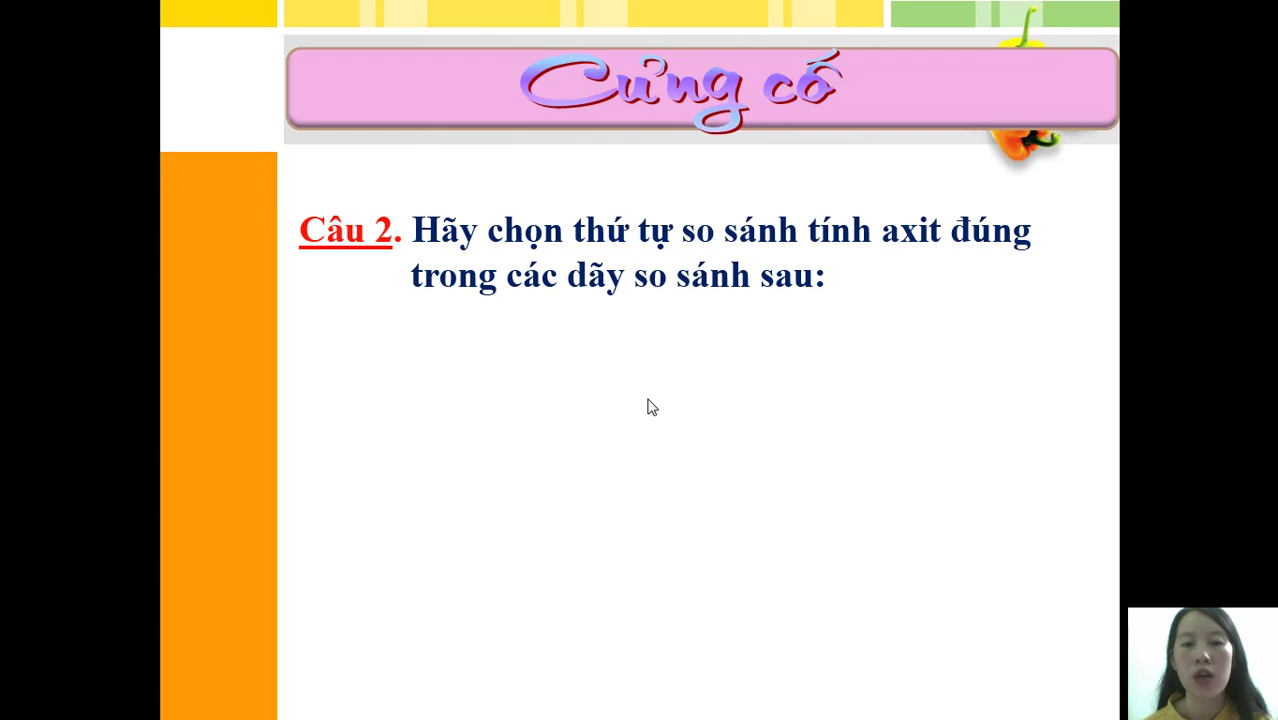 Củng cố
Câu 2. Hãy chọn thứ tự so sánh tính axit đúng
trong các dãy so sánh sau: